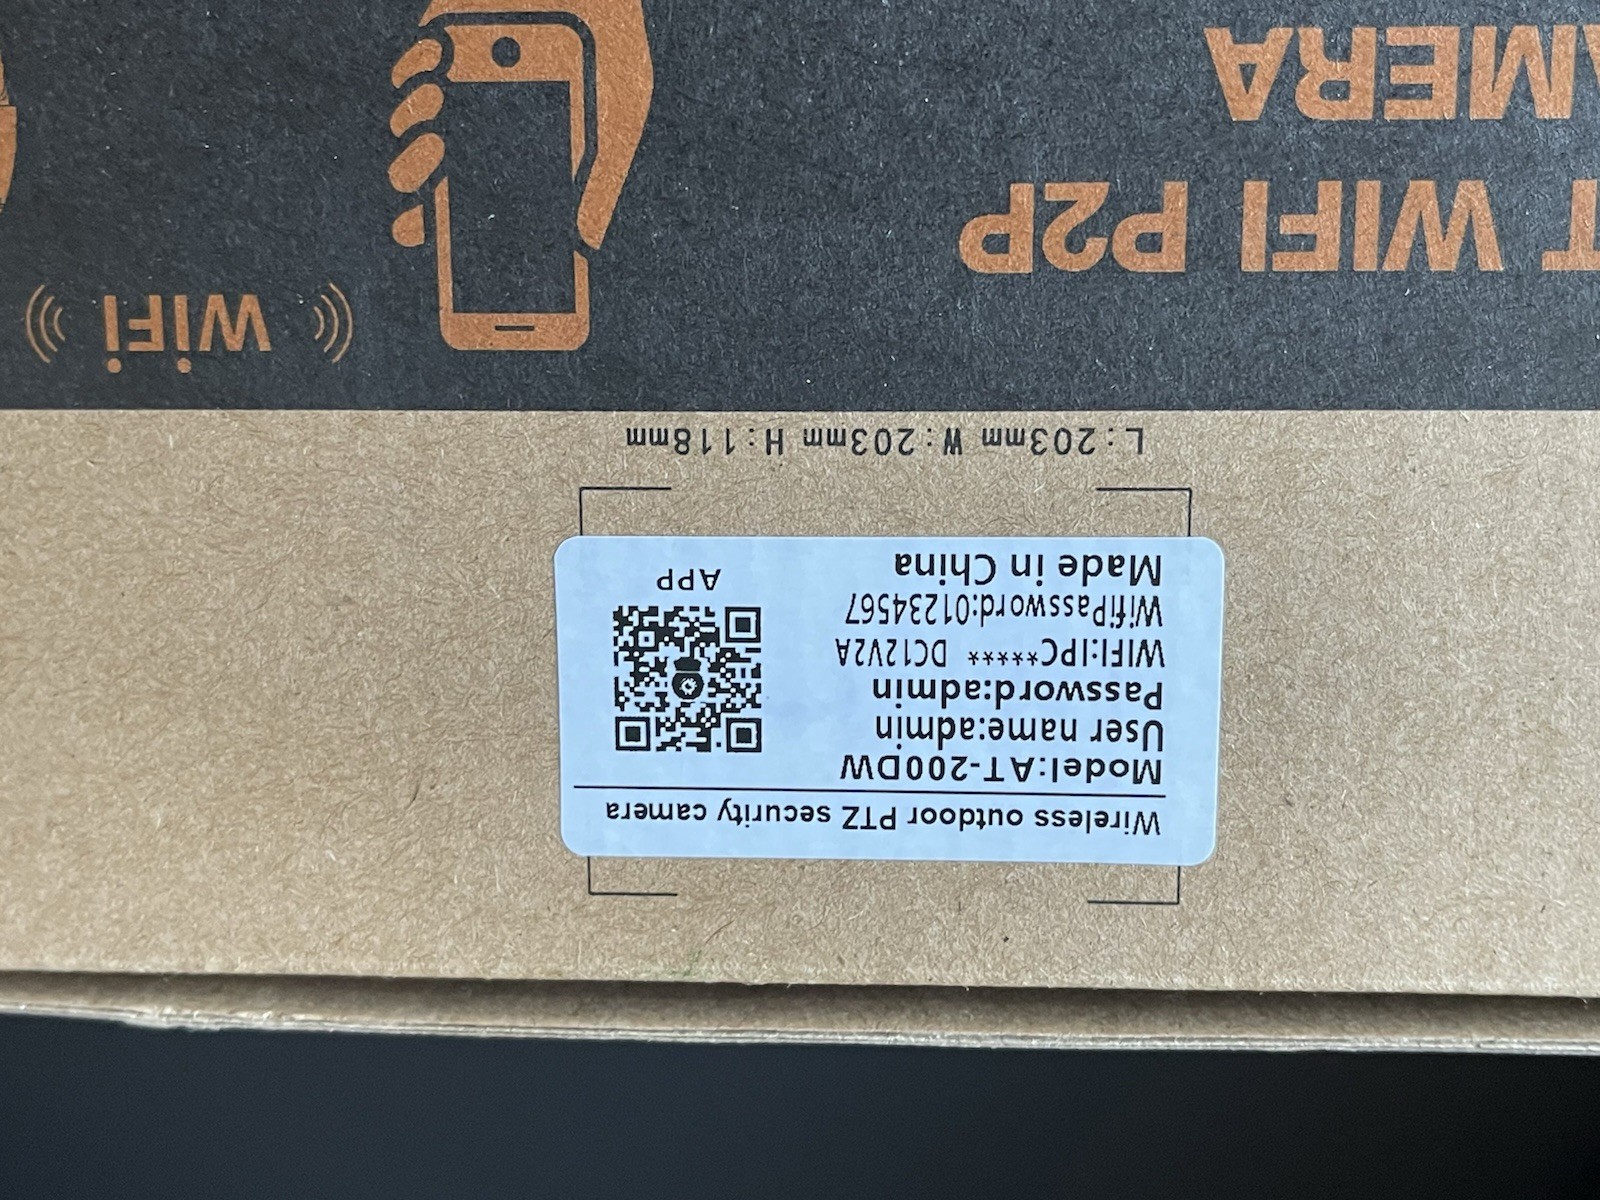 Wireless outdoor PTZ security camera
Model:AT-200DW
User name:admin
Password:admin
WIFI:IPC***** DC12V2A
WifiPassword:01234567
Made in China
APP
L:203mm W:203mm H:118mm
WiFi
T WIFI P2P
AMERA